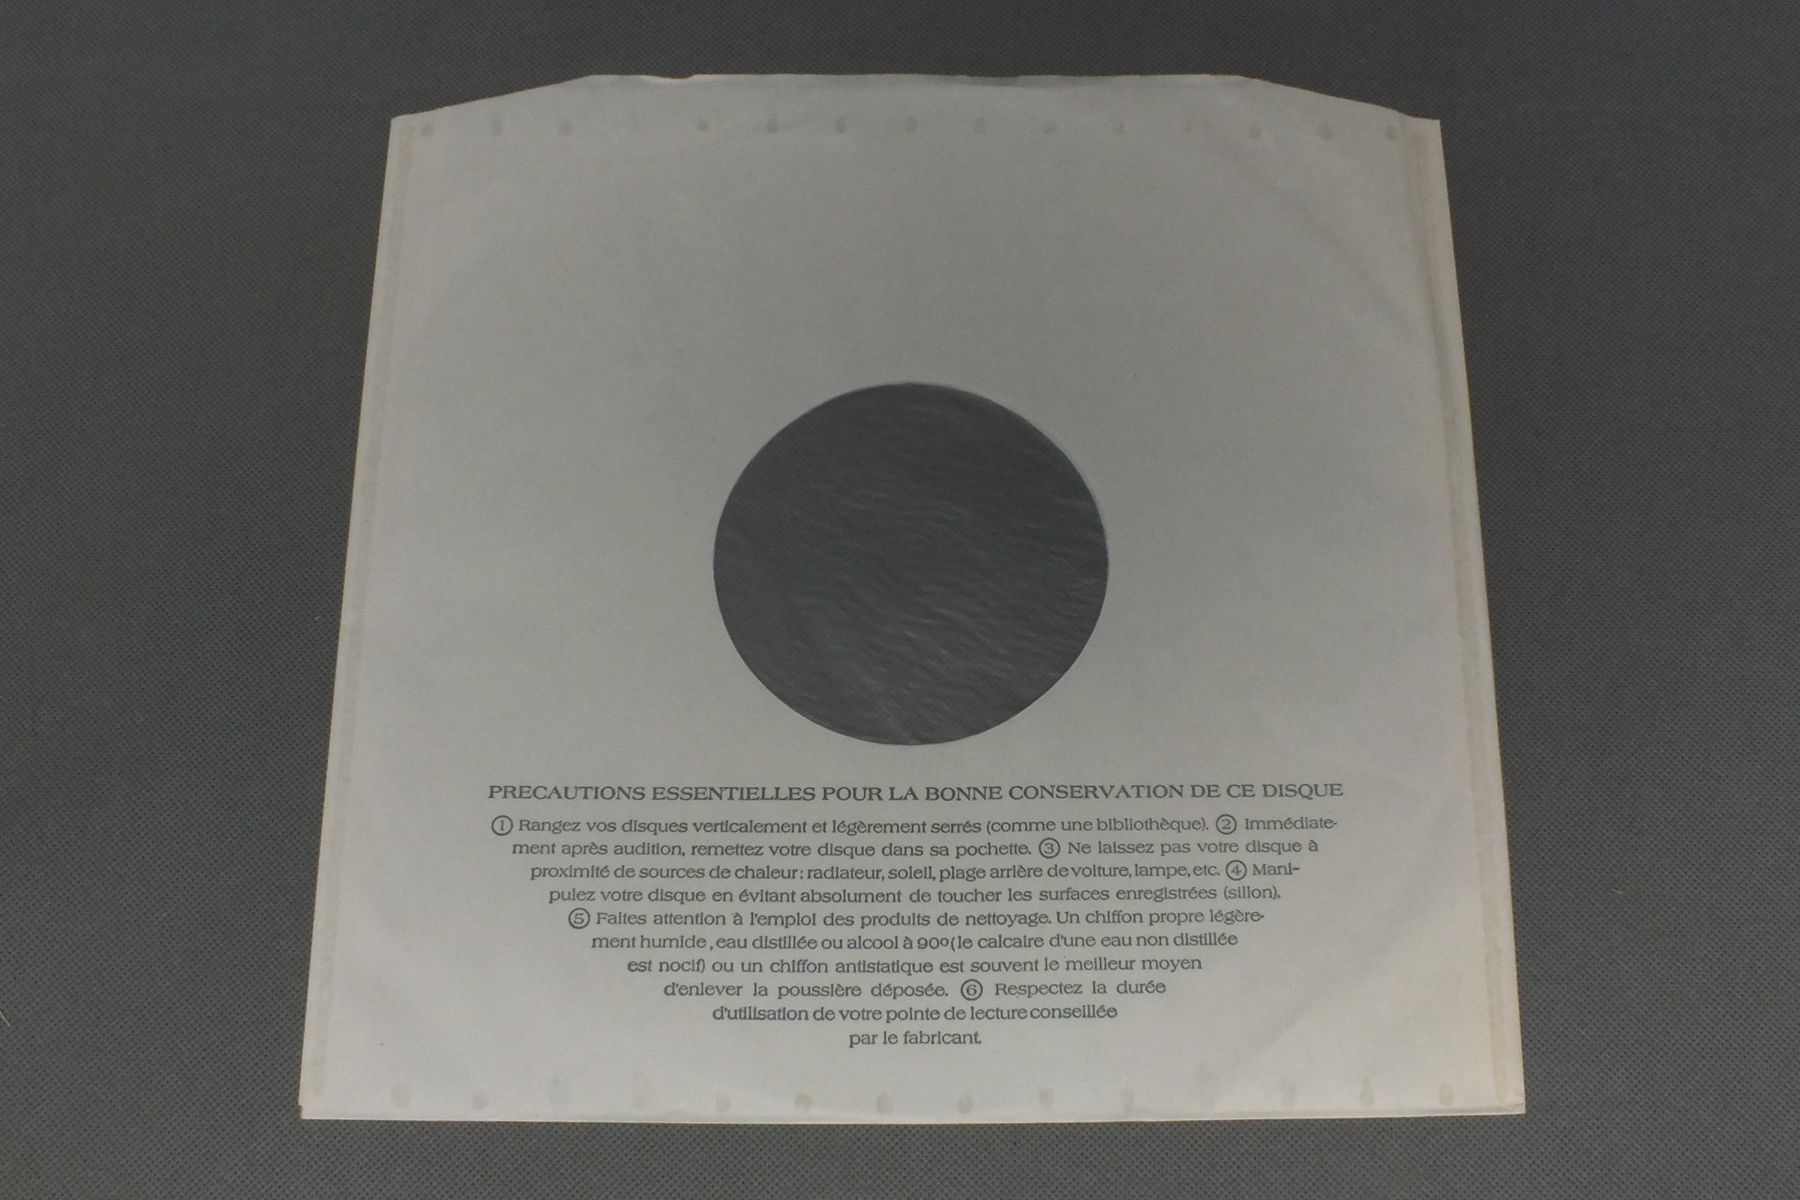 PRECAUTIONS ESSENTIELLES POUR LA BONNE CONSERVATION DE CE DISQUE
① Rangez vos disques verticalement et légèrement serrés (comme une bibliothèque). ② Immédiate-
ment après audition, remettez votre disque dans sa pochette. ③ Ne laissez pas votre disque à
proximité de sources de chaleur: radiateur, soleil, plage arrière de voiture, lampe, etc. ④ Mani-
pulez votre disque en évitant absolument de toucher les surfaces enregistrées (sillon).
⑤ Faites attention à l'emploi des produits de nettoyage. Un chiffon propre légère-
ment humide, eau distillée ou alcool à 90º (le calcaire d'une eau non distillée
est nocif) ou un chiffon antistatique est souvent le meilleur moyen
d'enlever la poussière déposée. ⑥ Respectez la durée
d'utilisation de votre pointe de lecture conseillée
par le fabricant.